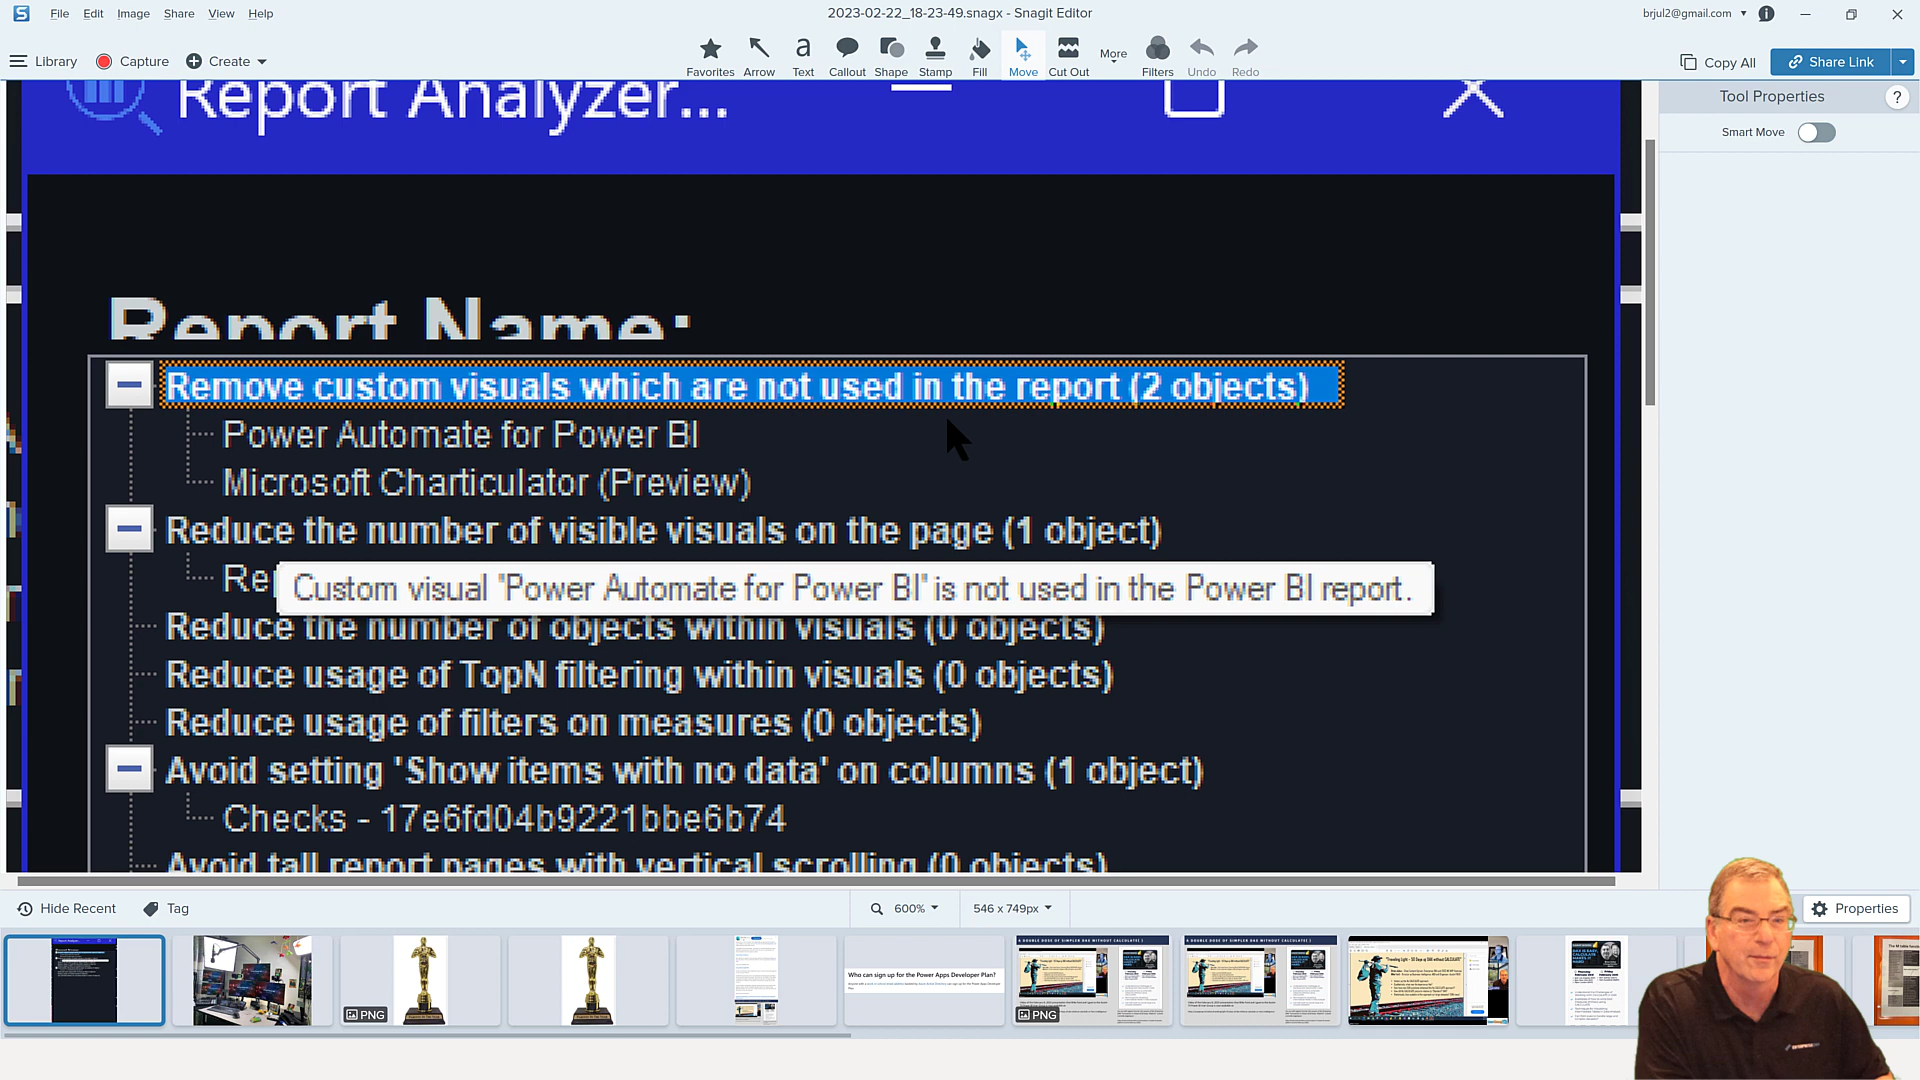 File Edit Image Share View Help
2023-02-22_18-23-49.snagx - Snagit Editor
brjul2@gmail.com
Library Capture Create
Favorites Arrow Text Callout Shape Stamp Fill Move Cut Out More Filters Undo Redo
Copy All Share Link
Report Analyzer...
Tool Properties ?
Smart Move
Report Name:
Remove custom visuals which are not used in the report (2 objects)
Power Automate for Power BI
Microsoft Charticulator (Preview)
Reduce the number of visible visuals on the page (1 object)
Custom visual 'Power Automate for Power BI' is not used in the Power BI report.
Reduce the number of objects within visuals (0 objects)
Reduce usage of TopN filtering within visuals (0 objects)
Reduce usage of filters on measures (0 objects)
Avoid setting 'Show items with no data' on columns (1 object)
Checks - 17e6fd04b9221bbe6b74
Avoid tall report pages with vertical scrolling (0 objects)
Hide Recent Tag
600% 546 x 749px
Properties
Who can sign up for the Power Apps Developer Plan?
PNG
PNG